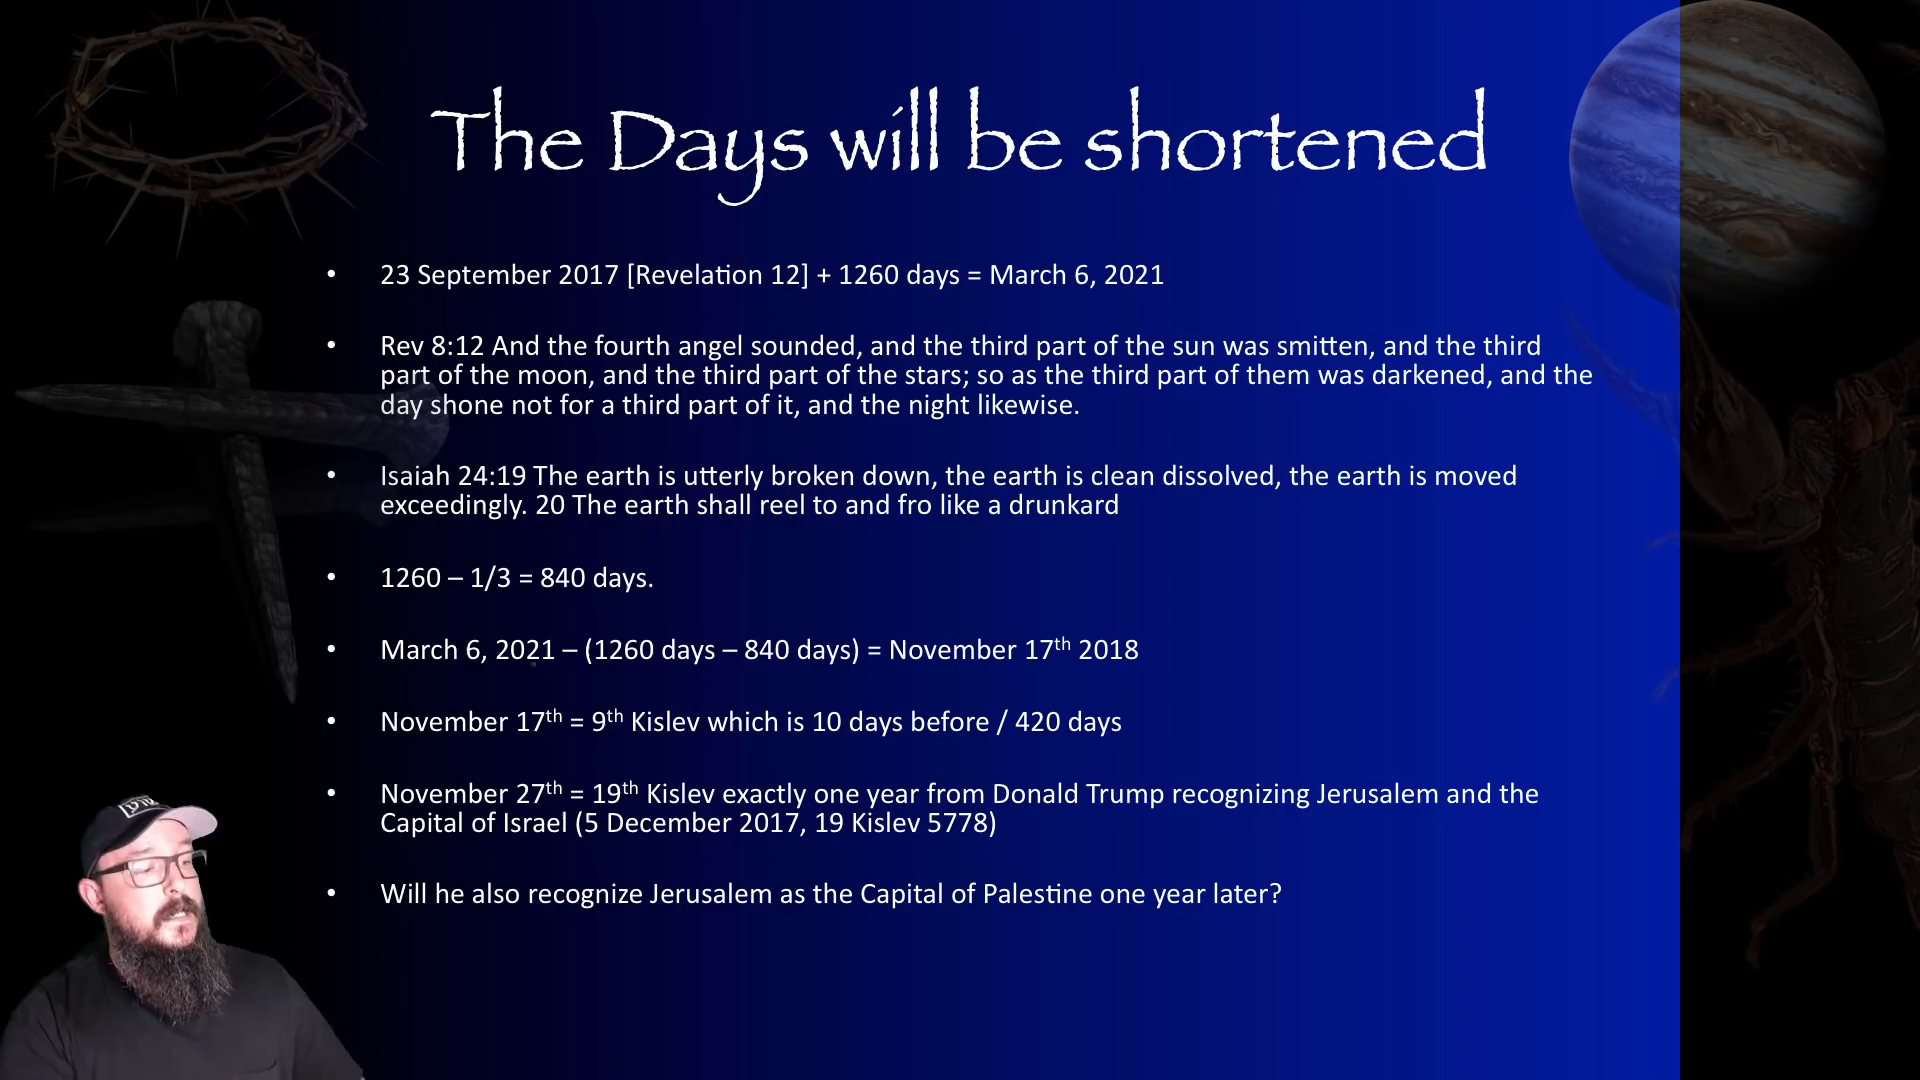 The Days will be shortened
• 23 September 2017 [Revelation 12] + 1260 days = March 6, 2021
• Rev 8:12 And the fourth angel sounded, and the third part of the sun was smitten, and the third
part of the moon, and the third part of the stars; so as the third part of them was darkened, and the
day shone not for a third part of it, and the night likewise.
• Isaiah 24:19 The earth is utterly broken down, the earth is clean dissolved, the earth is moved
exceedingly. 20 The earth shall reel to and fro like a drunkard
• 1260 – 1/3 = 840 days.
• March 6, 2021 – (1260 days – 840 days) = November 17th 2018
• November 17th = 9th Kislev which is 10 days before / 420 days
• November 27th = 19th Kislev exactly one year from Donald Trump recognizing Jerusalem and the
Capital of Israel (5 December 2017, 19 Kislev 5778)
• Will he also recognize Jerusalem as the Capital of Palestine one year later?